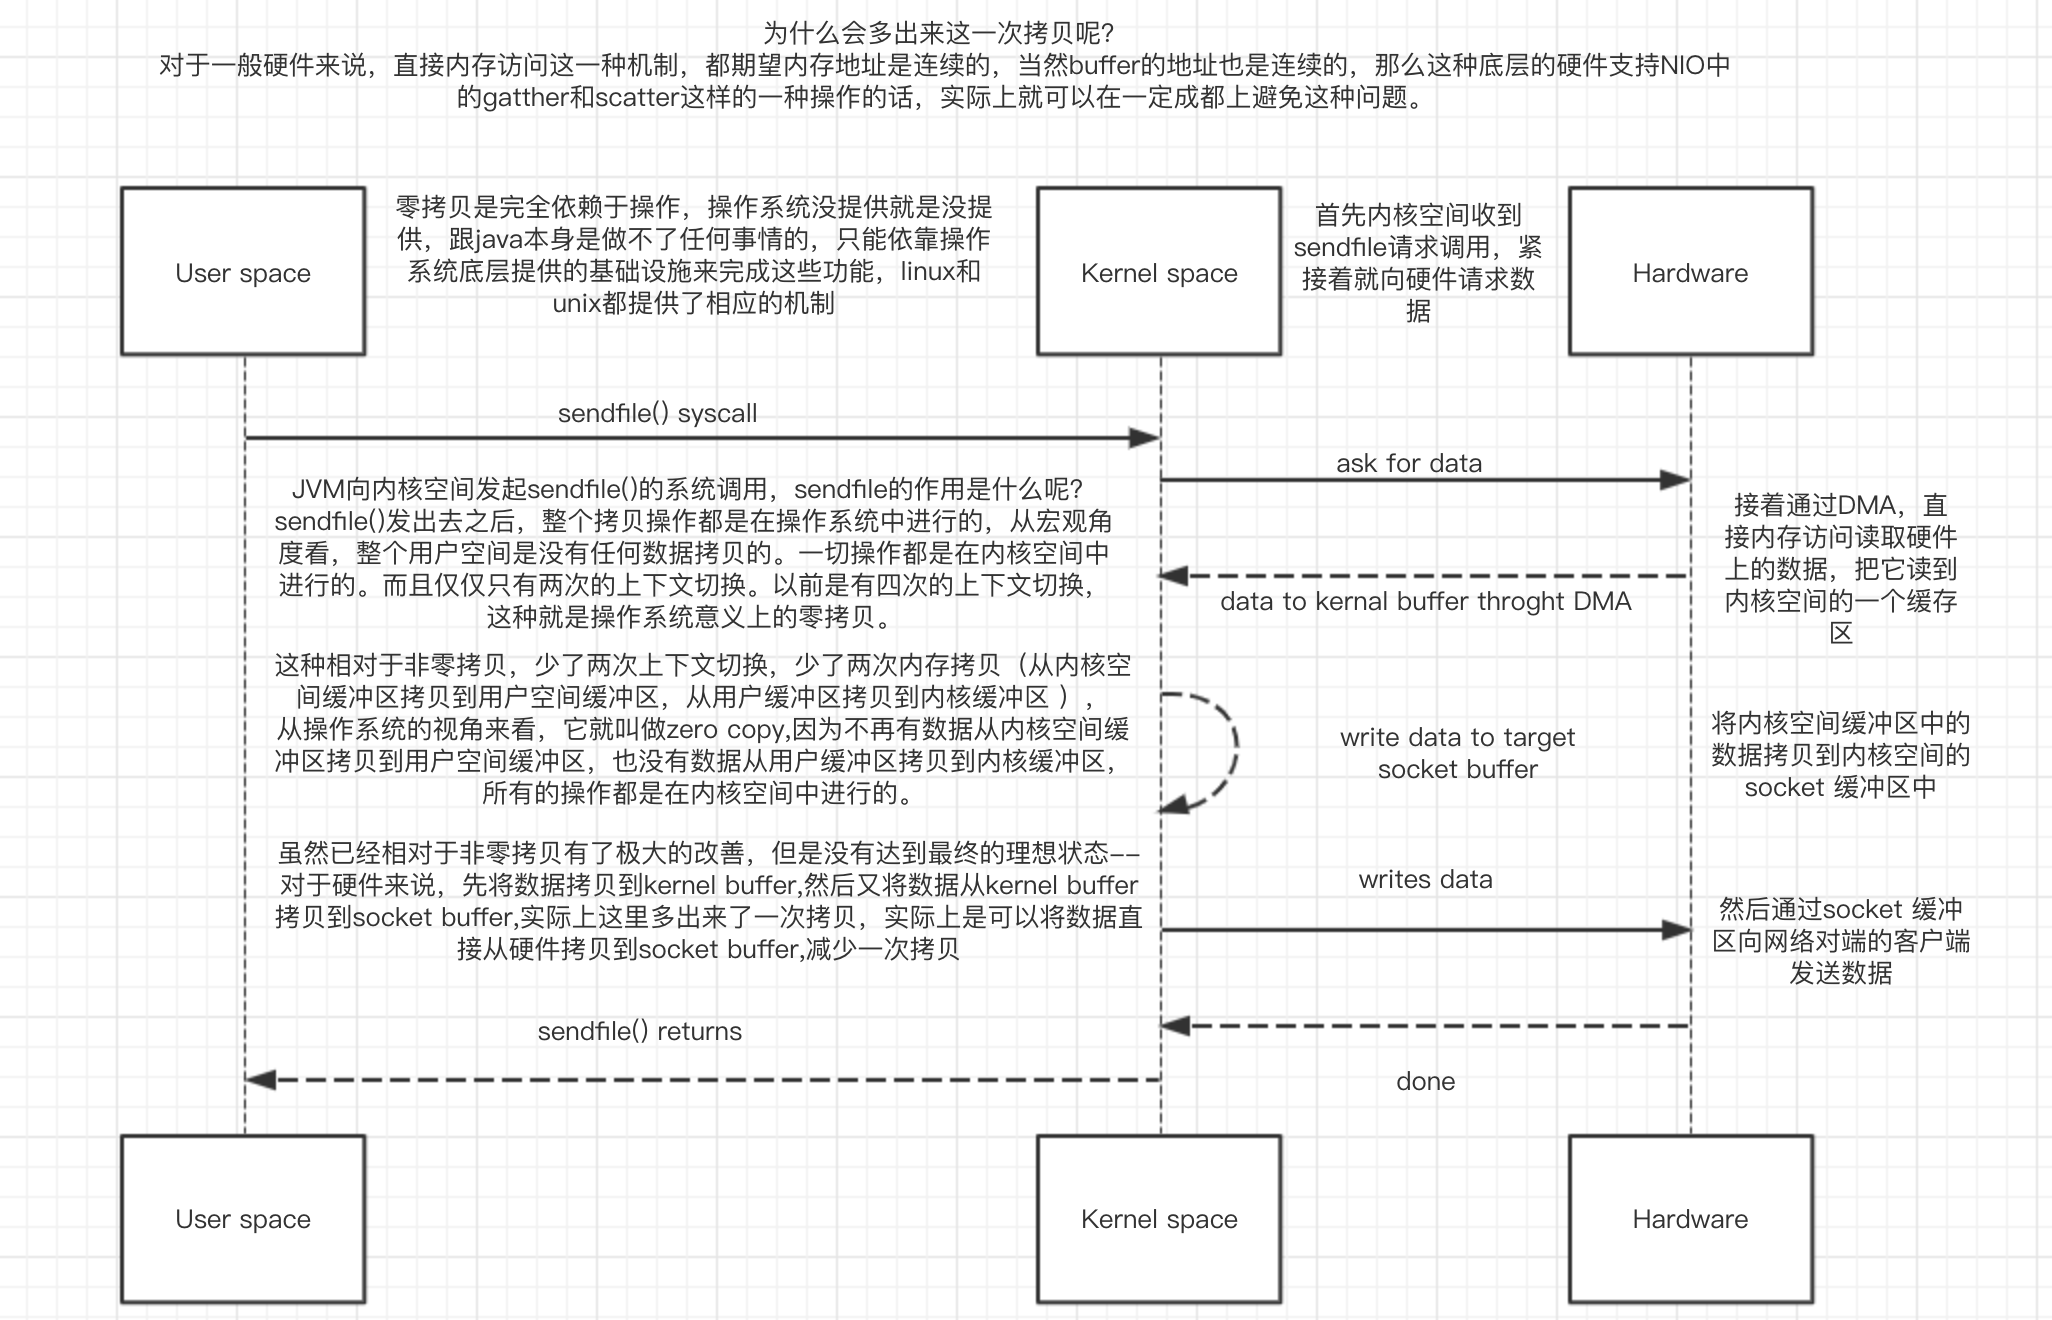 为什么会多出来这一次拷贝呢？
对于一般硬件来说，直接内存访问这一种机制，都期望内存地址是连续的，当然buffer的地址也是连续的，那么这种底层的硬件支持NIO中
的gatther和scatter这样的一种操作的话，实际上就可以在一定成都上避免这种问题。
User space
零拷贝是完全依赖于操作，操作系统没提供就是没提
供，跟java本身是做不了任何事情的，只能依靠操作
系统底层提供的基础设施来完成这些功能，linux和
unix都提供了相应的机制
Kernel space
首先内核空间收到
sendfile请求调用，紧
接着就向硬件请求数
据
Hardware
sendfile() syscall
ask for data
JVM向内核空间发起sendfile()的系统调用，sendfile的作用是什么呢？
sendfile()发出去之后，整个拷贝操作都是在操作系统中进行的，从宏观角
度看，整个用户空间是没有任何数据拷贝的。一切操作都是在内核空间中
进行的。而且仅仅只有两次的上下文切换。以前是有四次的上下文切换，
这种就是操作系统意义上的零拷贝。
接着通过DMA，直
接内存访问读取硬件
上的数据，把它读到
内核空间的一个缓存
区
data to kernal buffer throght DMA
这种相对于非零拷贝，少了两次上下文切换，少了两次内存拷贝（从内核空
间缓冲区拷贝到用户空间缓冲区，从用户缓冲区拷贝到内核缓冲区 ），
从操作系统的视角来看，它就叫做zero copy,因为不再有数据从内核空间缓
冲区拷贝到用户空间缓冲区，也没有数据从用户缓冲区拷贝到内核缓冲区，
所有的操作都是在内核空间中进行的。
write data to target
socket buffer
将内核空间缓冲区中的
数据拷贝到内核空间的
socket 缓冲区中
虽然已经相对于非零拷贝有了极大的改善，但是没有达到最终的理想状态--
对于硬件来说，先将数据拷贝到kernel buffer,然后又将数据从kernel buffer
拷贝到socket buffer,实际上这里多出来了一次拷贝，实际上是可以将数据直
接从硬件拷贝到socket buffer,减少一次拷贝
writes data
然后通过socket 缓冲
区向网络对端的客户端
发送数据
sendfile() returns
done
User space
Kernel space
Hardware